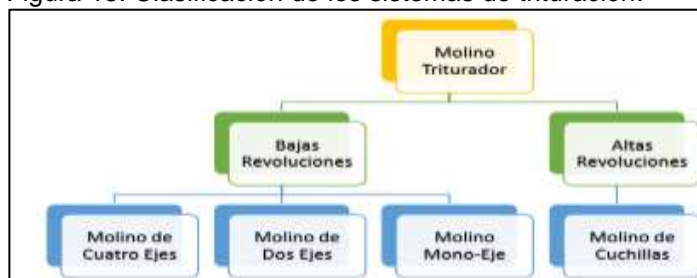 Figura 18. Clasificación de los sistemas de trituración.
Molino
Triturador
Bajas
Revoluciones
Altas
Revoluciones
Molino de
Cuatro Ejes
Molino de
Dos Ejes
Molino
Mono-Eje
Molino de
Cuchillas